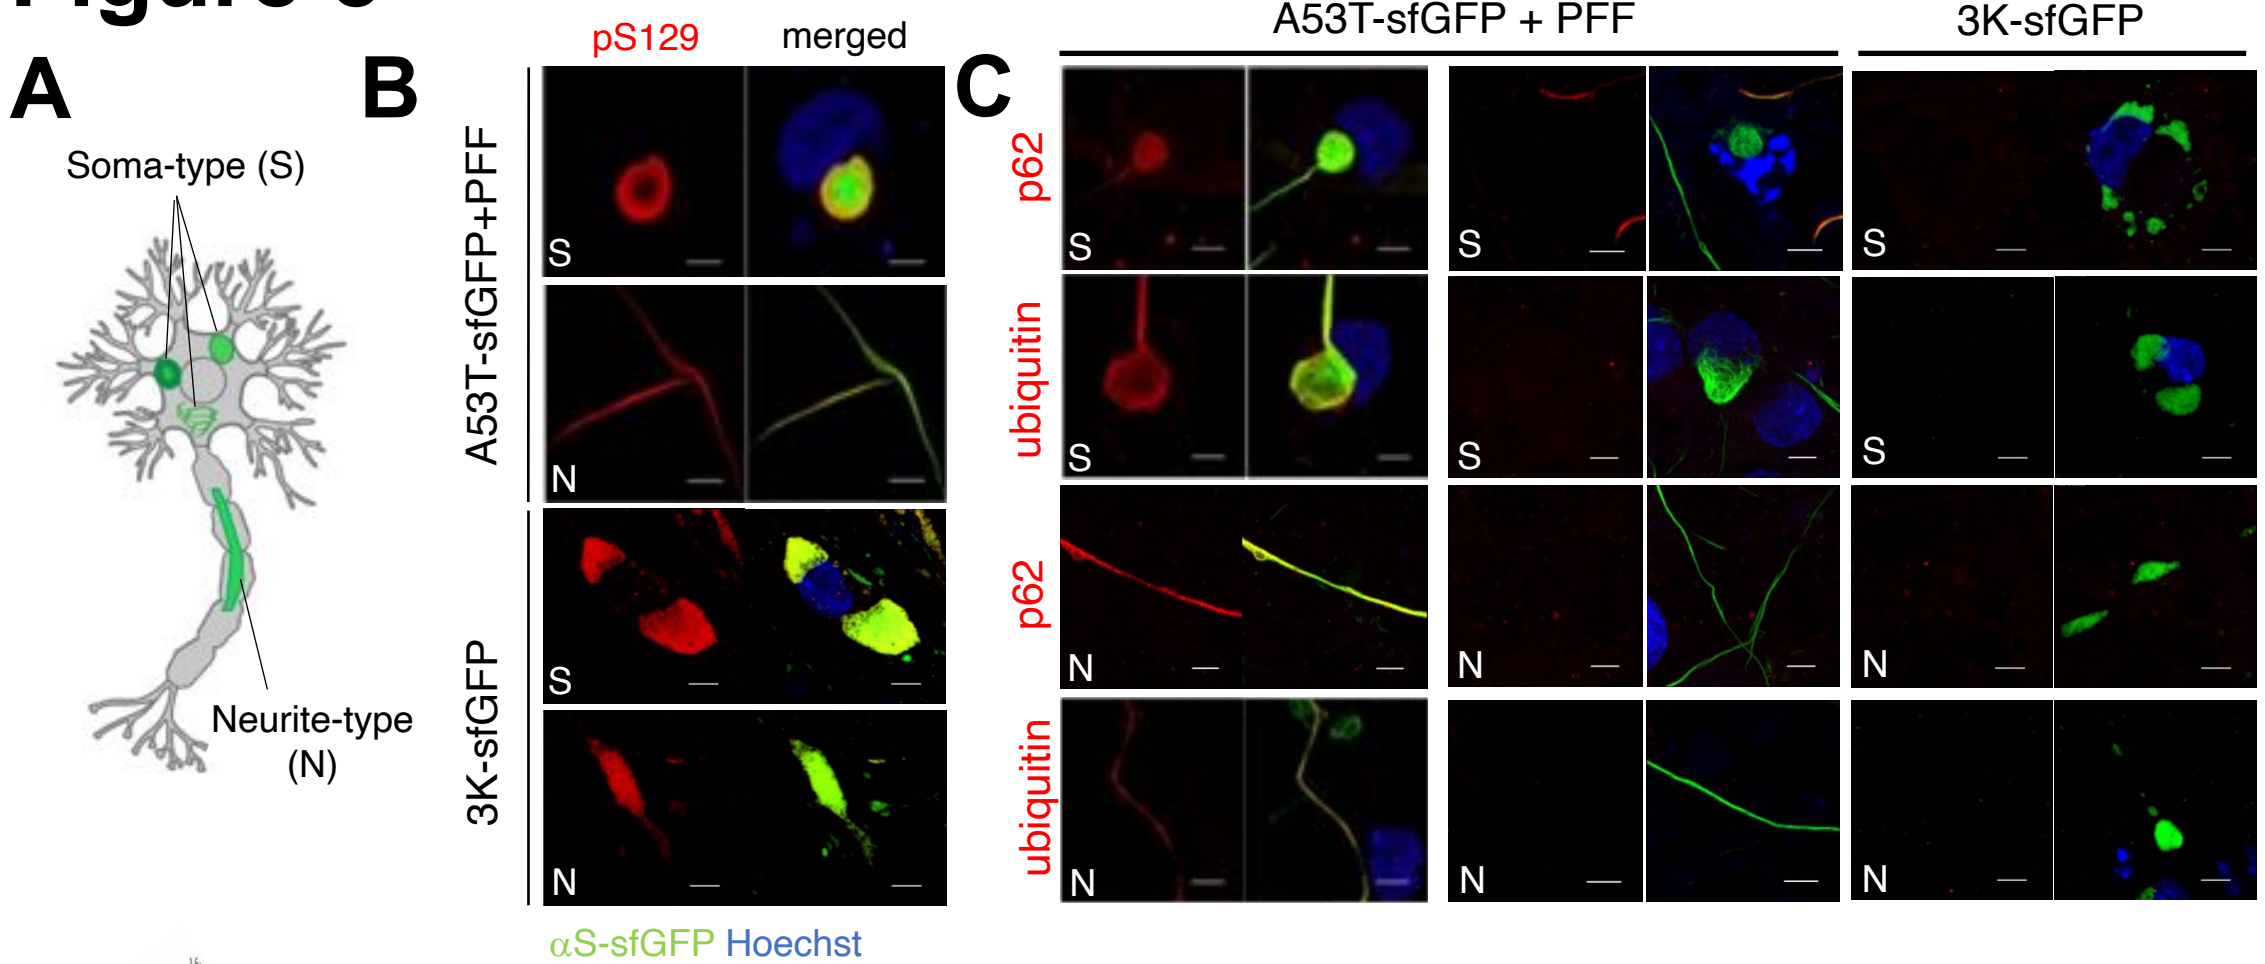 A
Soma-type (S)
Neurite-type
(N)
B
pS129
merged
A53T-sfGFP+PFF
S
N
3K-sfGFP
S
N
αS-sfGFP Hoechst
C
A53T-sfGFP + PFF
3K-sfGFP
p62
S
S
S
ubiquitin
S
S
S
p62
N
N
N
ubiquitin
N
N
N